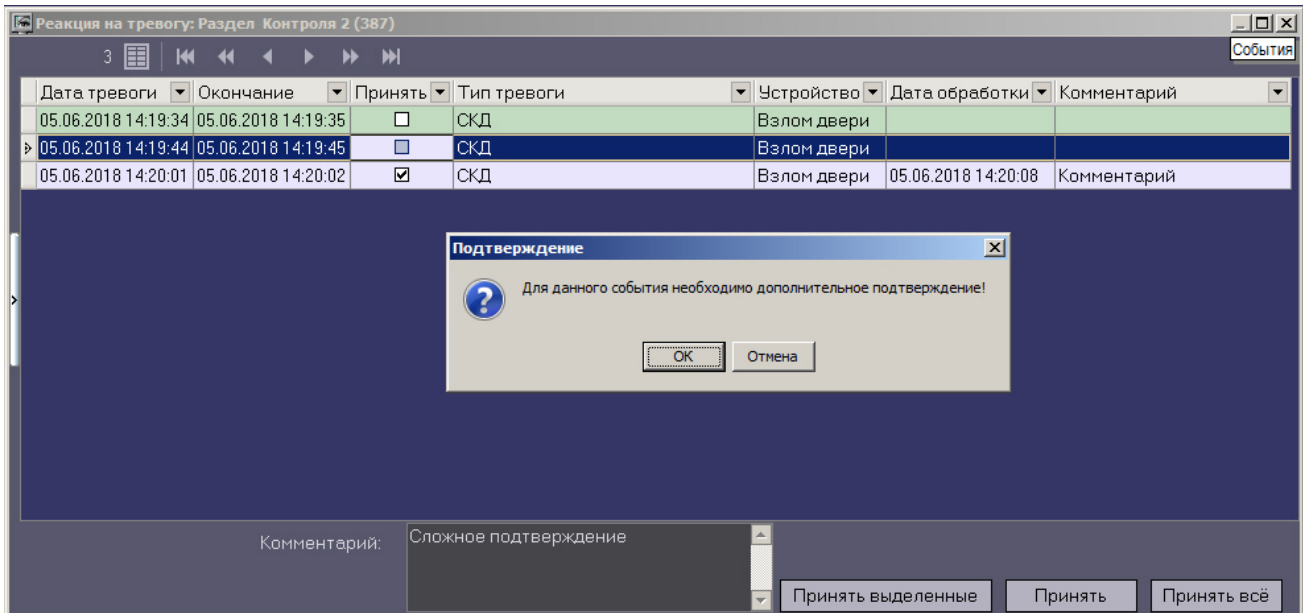 Реакция на тревогу: Раздел Контроля 2 (387)
3
События
Дата тревоги Окончание Принять Тип тревоги Устройство Дата обработки Комментарий
05.06.2018 14:19:34 05.06.2018 14:19:35 СКД Взлом двери
05.06.2018 14:19:44 05.06.2018 14:19:45 СКД Взлом двери
05.06.2018 14:20:01 05.06.2018 14:20:02 СКД Взлом двери 05.06.2018 14:20:08 Комментарий
Подтверждение
Для данного события необходимо дополнительное подтверждение!
OK Отмена
Комментарий: Сложное подтверждение
Принять выделенные Принять Принять всё